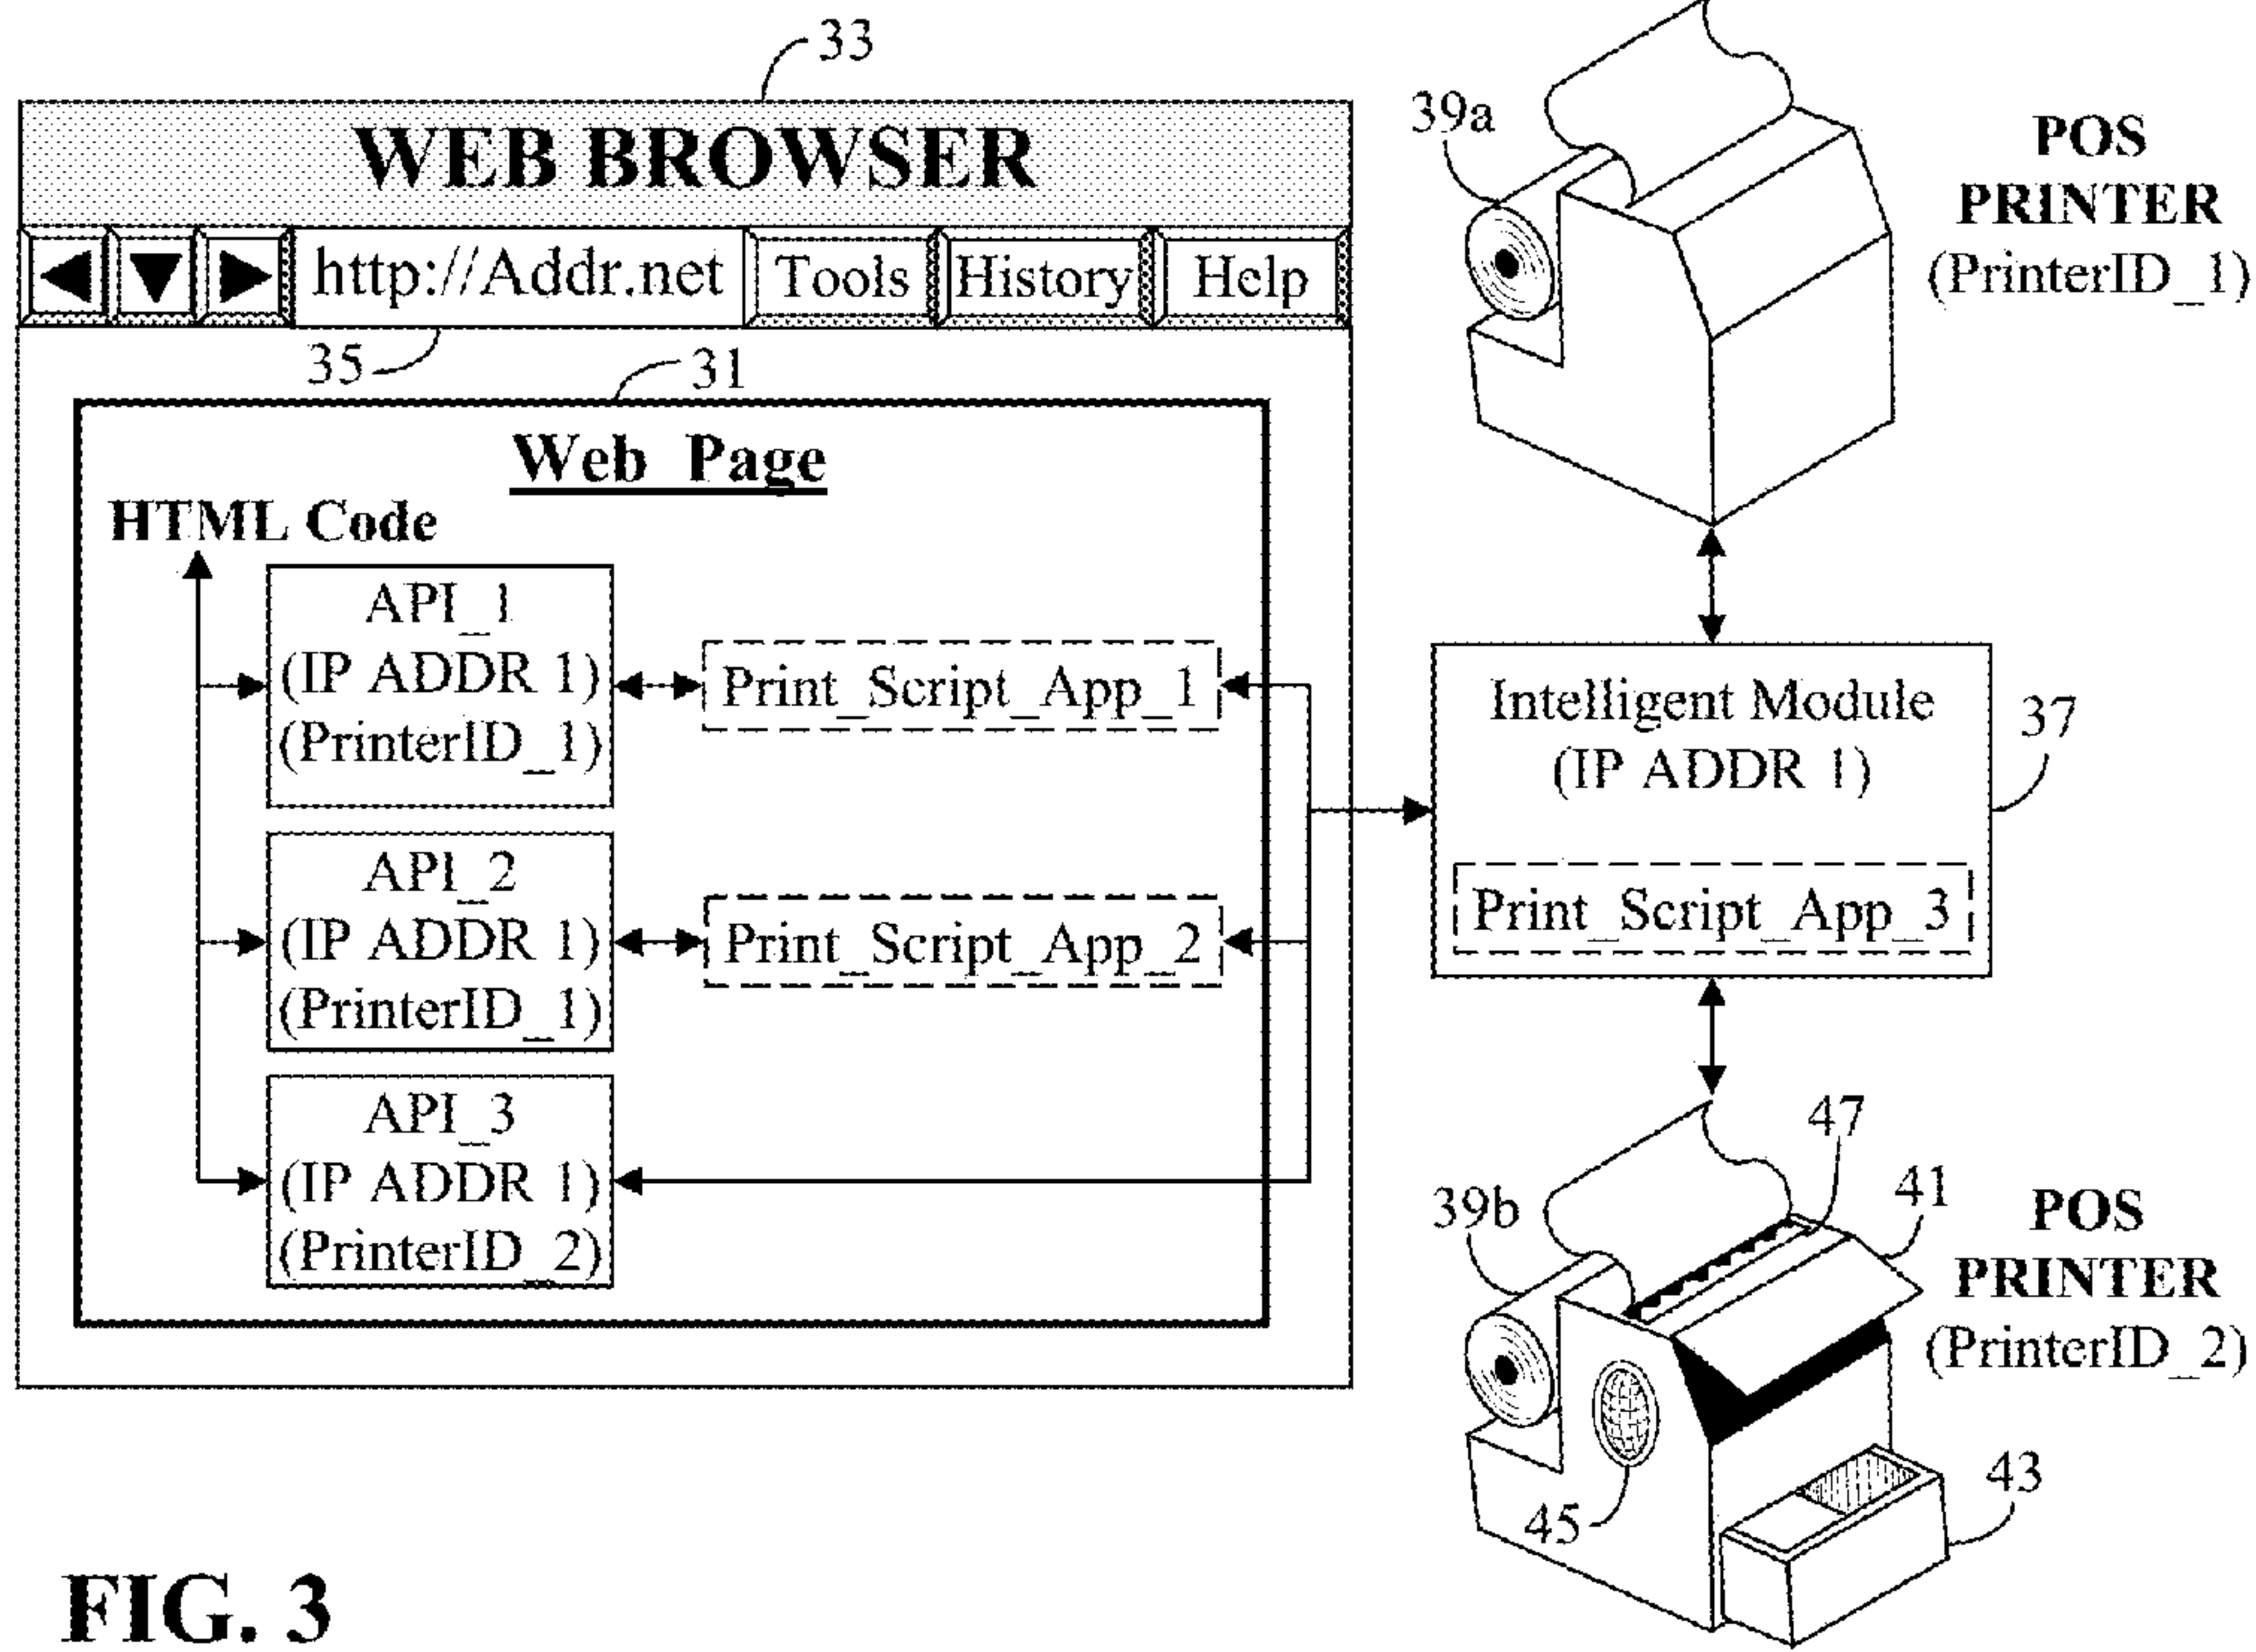 33
WEB BROWSER
http://Addr.net Tools History Help
35
31
Web Page
HTML Code
API_1
(IP ADDR 1)
(PrinterID_1)
Print_Script_App_1
API_2
(IP ADDR 1)
(PrinterID_1)
Print_Script_App_2
API_3
(IP ADDR 1)
(PrinterID_2)
39a
POS
PRINTER
(PrinterID_1)
Intelligent Module
(IP ADDR 1)
Print_Script_App_3
37
47
39b
41
POS
PRINTER
(PrinterID_2)
45
43
FIG. 3